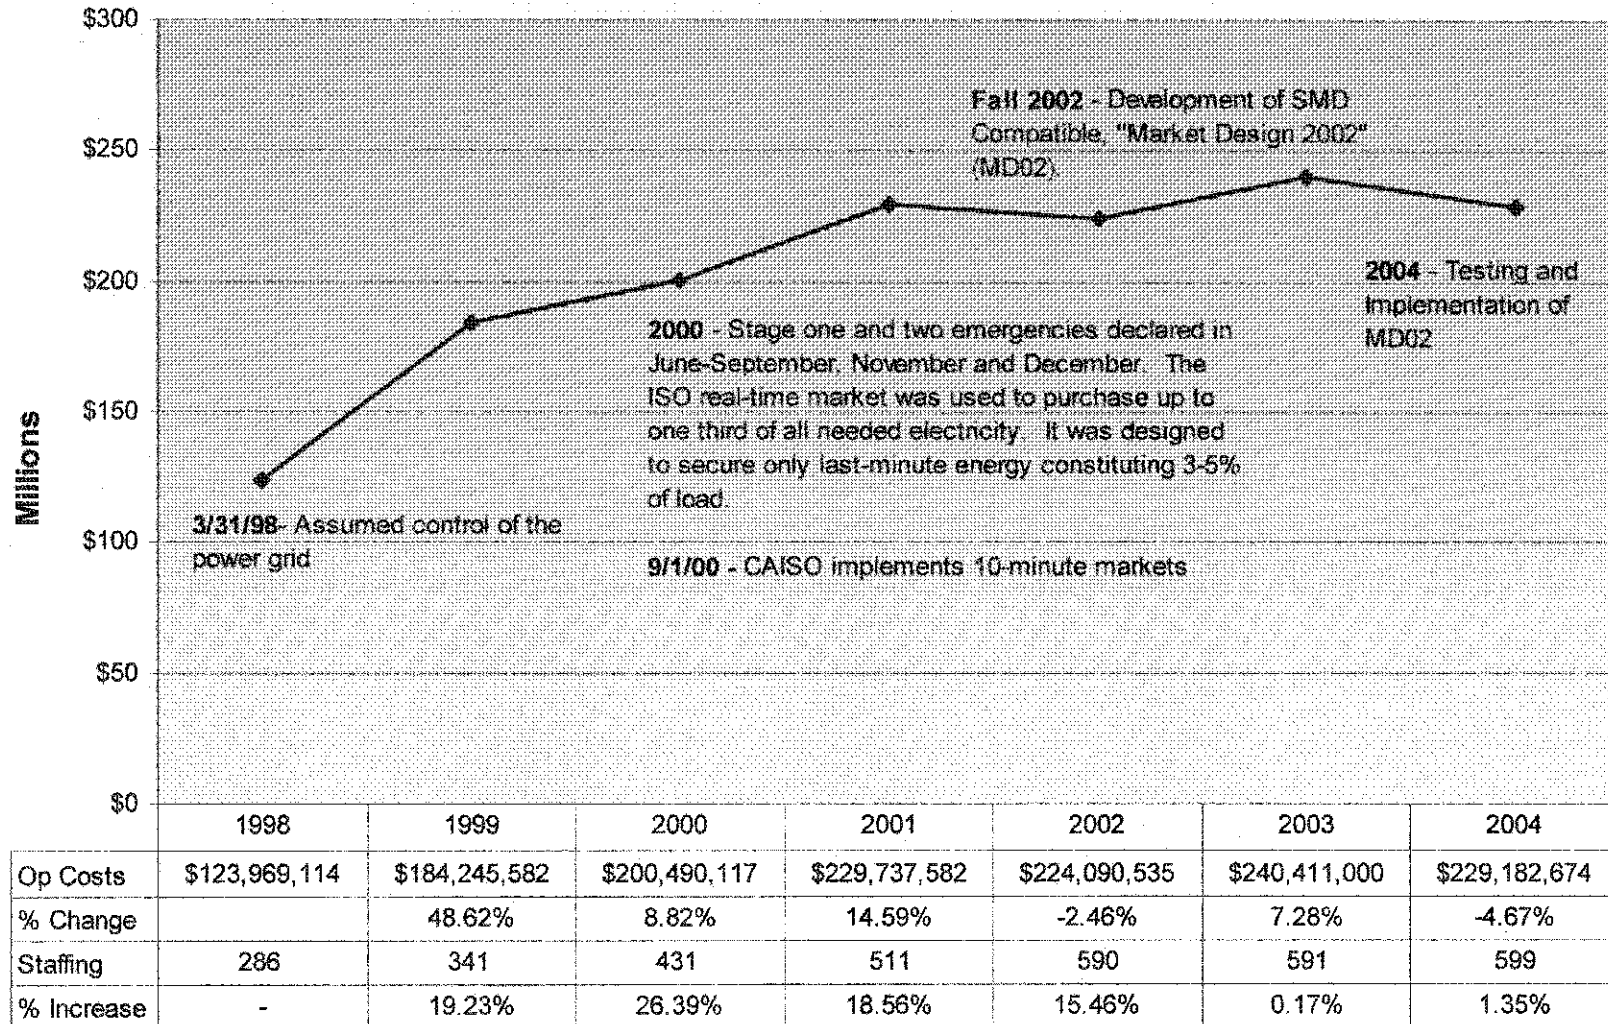 $300
$250
$200
$150
$100
$50
$0
Millions
Fall 2002 - Development of SMD
Compatible, "Market Design 2002"
(MD02).
2004 - Testing and
Implementation of
MD02
2000 - Stage one and two emergencies declared in
June-September, November and December. The
ISO real-time market was used to purchase up to
one third of all needed electricity. It was designed
to secure only last-minute energy constituting 3-5%
of load.
3/31/98- Assumed control of the
power grid
9/1/00 - CAISO implements 10-minute markets
1998 1999 2000 2001 2002 2003 2004
Op Costs $123,969,114 $184,245,582 $200,490,117 $229,737,582 $224,090,535 $240,411,000 $229,182,674
% Change 48.62% 8.82% 14.59% -2.46% 7.28% -4.67%
Staffing 286 341 431 511 590 591 599
% Increase - 19.23% 26.39% 18.56% 15.46% 0.17% 1.35%